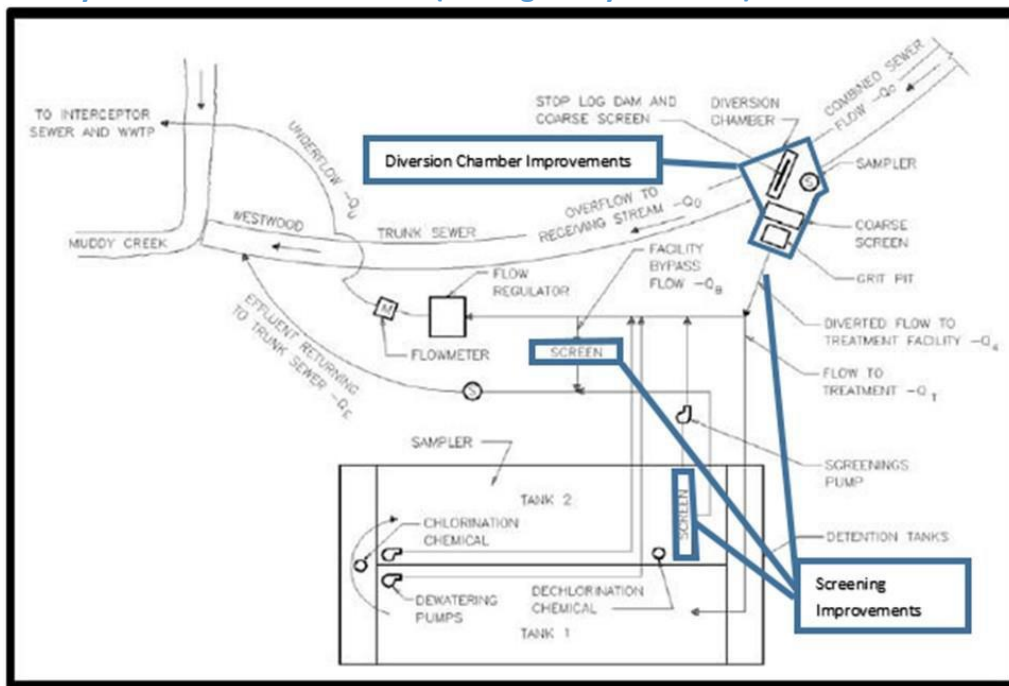 TO INTERCEPTOR
SEWER AND WWTP
UNDERFLOW -QU
STOP LOG DAM AND
COARSE SCREEN
DIVERSION
CHAMBER
COMBINED SEWER
FLOW -QC
Diversion Chamber Improvements
SAMPLER
S
WESTWOOD
TRUNK SEWER
OVERFLOW TO
RECEIVING STREAM -QO
MUDDY CREEK
COARSE
SCREEN
GRIT PIT
FLOW
REGULATOR
FACILITY
BYPASS
FLOW -QB
M
FLOWMETER
SCREEN
DIVERTED FLOW TO
TREATMENT FACILITY -Qd
FLOW TO
TREATMENT -QT
EFFLUENT RETURNING
TO TRUNK SEWER -QE
S
SAMPLER
SCREENINGS
PUMP
TANK 2
SCREEN
CHLORINATION
CHEMICAL
DETENTION TANKS
DEWATERING
PUMPS
DECHLORINATION
CHEMICAL
TANK 1
Screening
Improvements